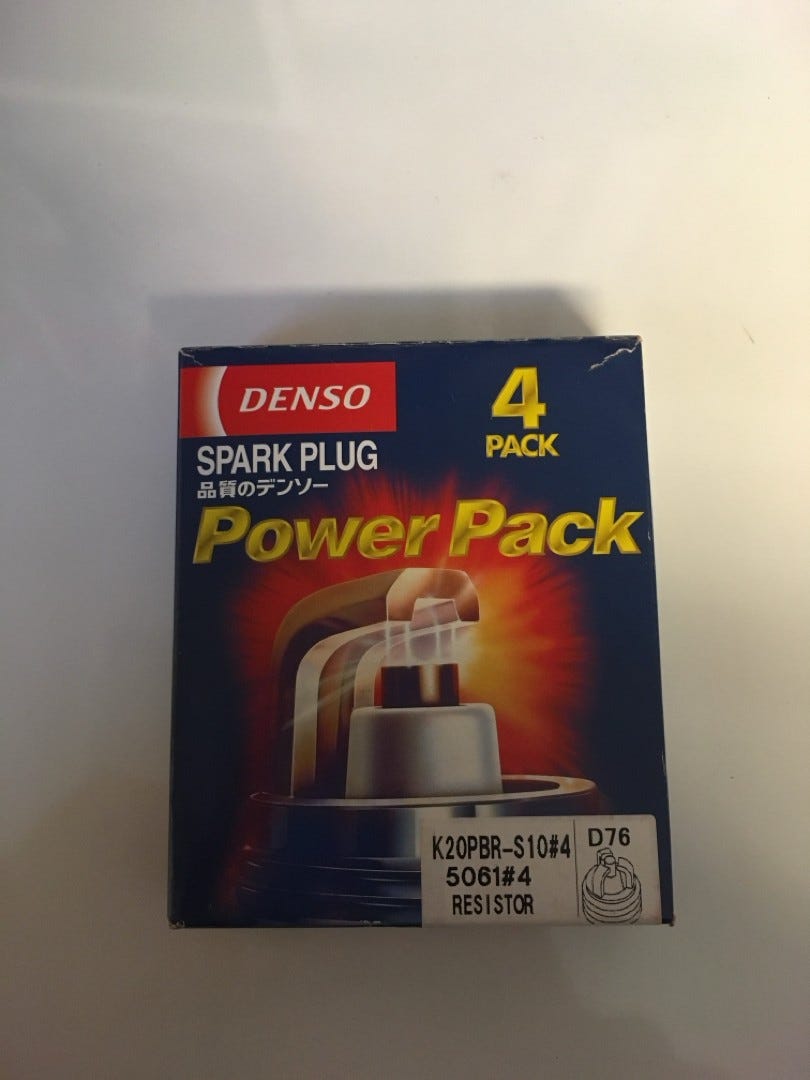 DENSO
4
PACK
SPARK PLUG
品質のデンソー
Power Pack
K20PBR-S10#4
5061#4
RESISTOR
D76